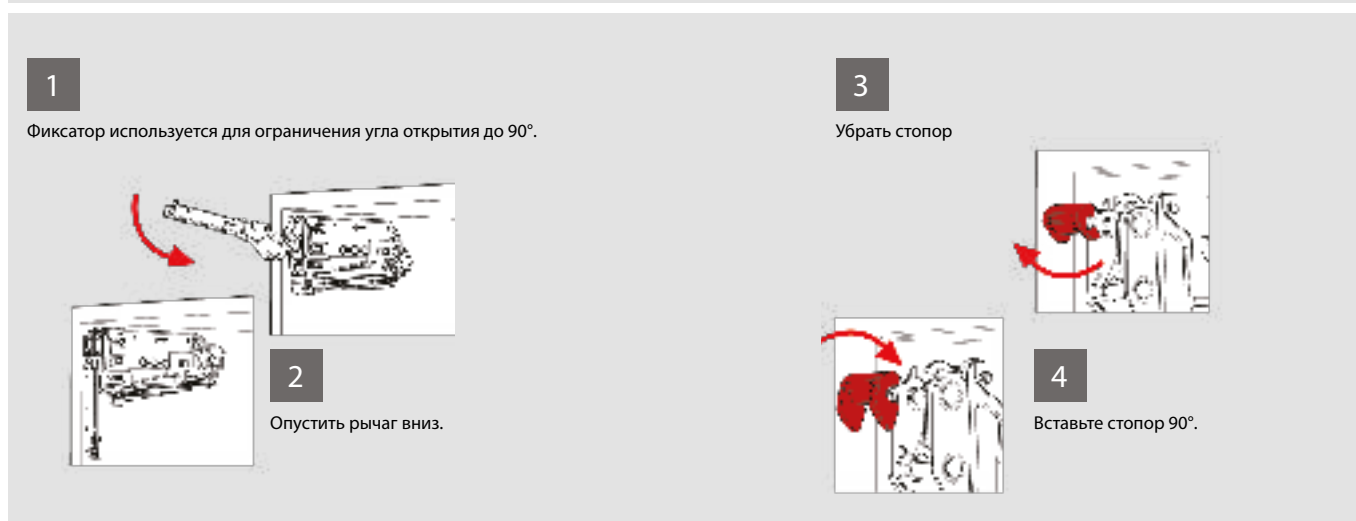 1
Фиксатор используется для ограничения угла открытия до 90°.
2
Опустить рычаг вниз.
3
Убрать стопор
4
Вставьте стопор 90°.